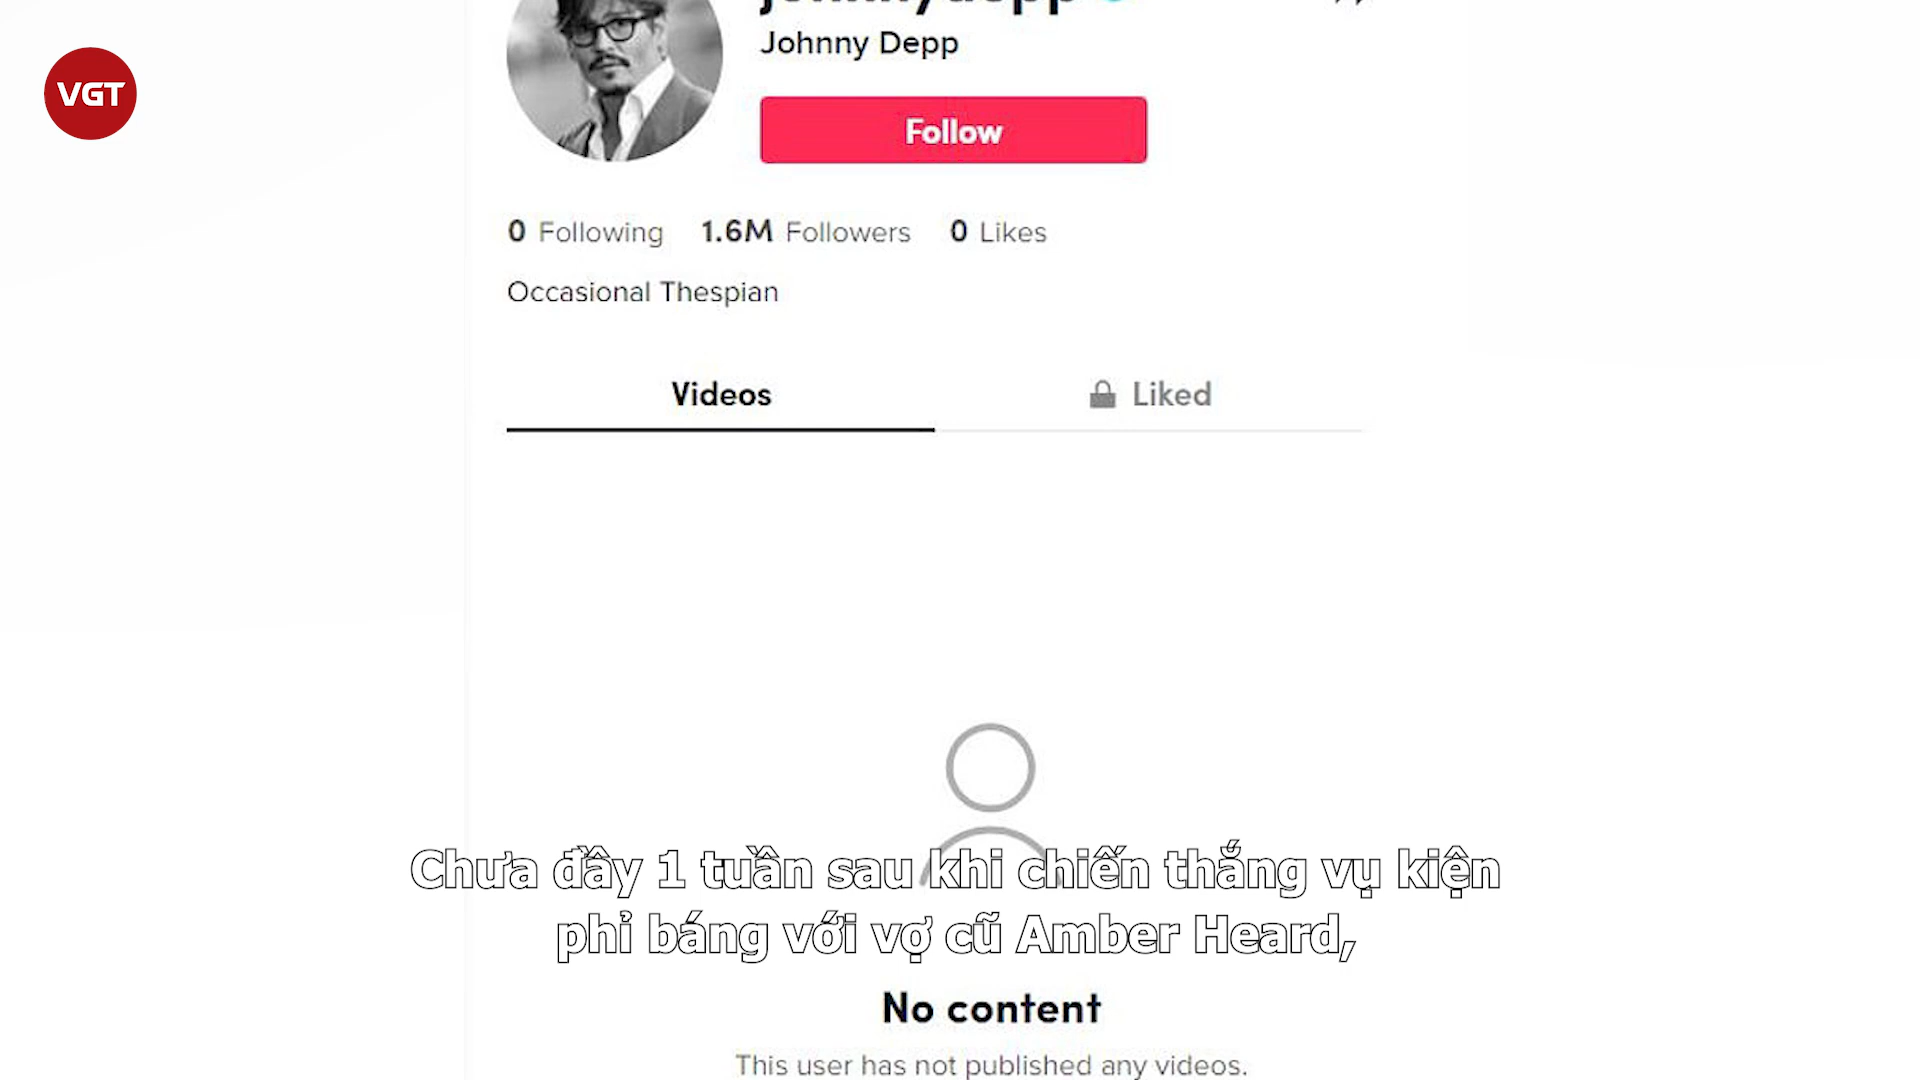 johnnydepp
VGT
Johnny Depp
Follow
0 Following 1.6M Followers 0 Likes
Occasional Thespian
Videos
Liked
Chưa đầy 1 tuần sau khi chiến thắng vụ kiện
phỉ báng với vợ cũ Amber Heard,
No content
This user has not published any videos.